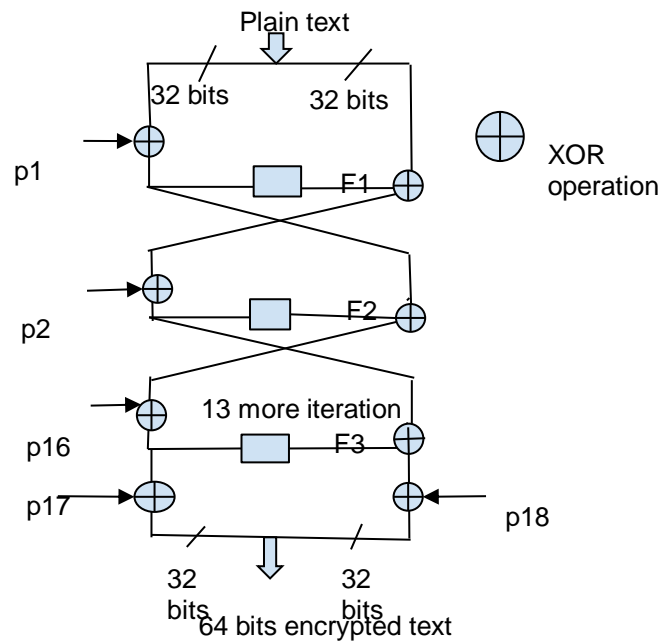 Plain text
32 bits
32 bits
XOR
operation
p1
F1
p2
F2
13 more iteration
p16
F3
p17
p18
32
bits
32
bits
64 bits encrypted text